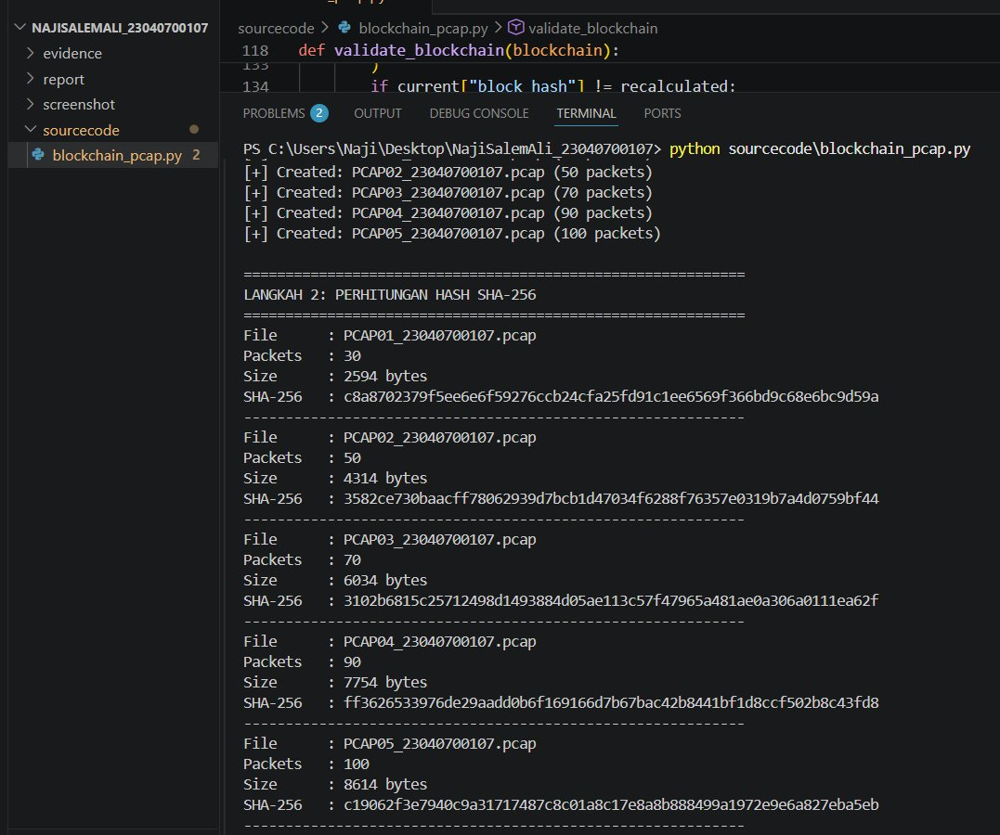 NAJISALEMALI_23040700107
evidence
report
screenshot
sourcecode
blockchain_pcap.py 2
sourcecode > blockchain_pcap.py > validate_blockchain
118 def validate_blockchain(blockchain):
133 )
134 if current["block_hash"] != recalculated:
PROBLEMS 2 OUTPUT DEBUG CONSOLE TERMINAL PORTS
PS C:\Users\Naji\Desktop\NajiSalemAli_23040700107> python sourcecode\blockchain_pcap.py
[+] Created: PCAP02_23040700107.pcap (50 packets)
[+] Created: PCAP03_23040700107.pcap (70 packets)
[+] Created: PCAP04_23040700107.pcap (90 packets)
[+] Created: PCAP05_23040700107.pcap (100 packets)
============================================================
LANGKAH 2: PERHITUNGAN HASH SHA-256
============================================================
File : PCAP01_23040700107.pcap
Packets : 30
Size : 2594 bytes
SHA-256 : c8a8702379f5ee6e6f59276ccb24cfa25fd91c1ee6569f366bd9c68e6bc9d59a
------------------------------------------------------------
File : PCAP02_23040700107.pcap
Packets : 50
Size : 4314 bytes
SHA-256 : 3582ce730baacff78062939d7bcb1d47034f6288f76357e0319b7a4d0759bf44
------------------------------------------------------------
File : PCAP03_23040700107.pcap
Packets : 70
Size : 6034 bytes
SHA-256 : 3102b6815c25712498d1493884d05ae113c57f47965a481ae0a306a0111ea62f
------------------------------------------------------------
File : PCAP04_23040700107.pcap
Packets : 90
Size : 7754 bytes
SHA-256 : ff3626533976de29aadd0b6f169166d7b67bac42b8441bf1d8ccf502b8c43fd8
------------------------------------------------------------
File : PCAP05_23040700107.pcap
Packets : 100
Size : 8614 bytes
SHA-256 : c19062f3e7940c9a31717487c8c01a8c17e8a8b888499a1972e9e6a827eba5eb
------------------------------------------------------------